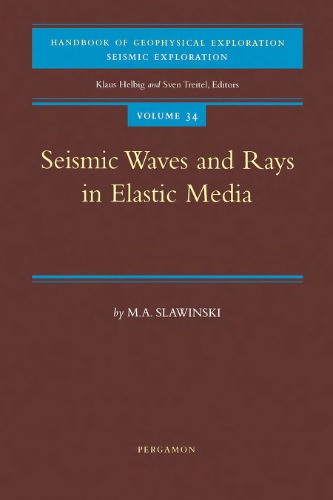 HANDBOOK OF GEOPHYSICAL EXPLORATION
SEISMIC EXPLORATION
Klaus Helbig and Sven Treitel, Editors
VOLUME 34
Seismic Waves and Rays
in Elastic Media
by M.A. SLAWINSKI
PERGAMON